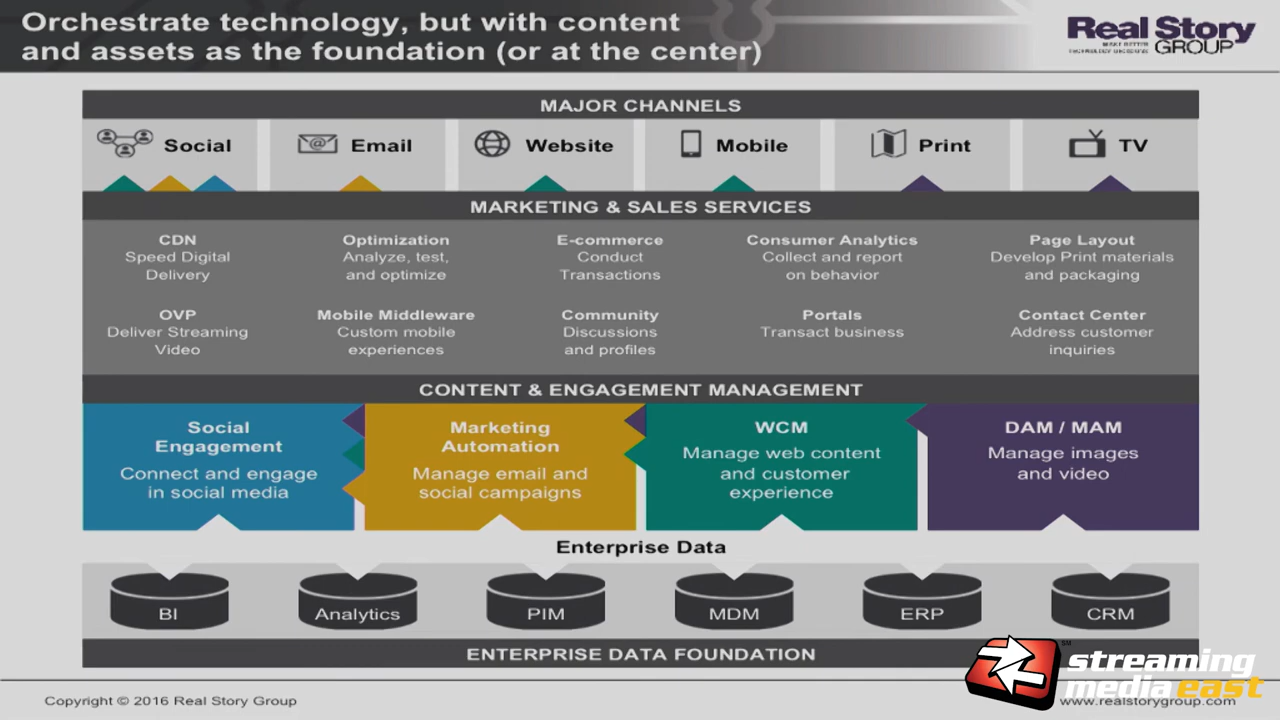 Orchestrate technology, but with content
and assets as the foundation (or at the center)
Real Story
MAKE BETTER
TECHNOLOGY DECISIONS
GROUP
MAJOR CHANNELS
Social
Email
Website
Mobile
Print
TV
MARKETING & SALES SERVICES
CDN
Speed Digital
Delivery
Optimization
Analyze, test,
and optimize
E-commerce
Conduct
Transactions
Consumer Analytics
Collect and report
on behavior
Page Layout
Develop Print materials
and packaging
OVP
Deliver Streaming
Video
Mobile Middleware
Custom mobile
experiences
Community
Discussions
and profiles
Portals
Transact business
Contact Center
Address customer
inquiries
CONTENT & ENGAGEMENT MANAGEMENT
Social
Engagement
Connect and engage
in social media
Marketing
Automation
Manage email and
social campaigns
WCM
Manage web content
and customer
experience
DAM / MAM
Manage images
and video
Enterprise Data
BI
Analytics
PIM
MDM
ERP
CRM
ENTERPRISE DATA FOUNDATION
SM
streaming
media east
Copyright © 2016 Real Story Group
www.realstorygroup.com